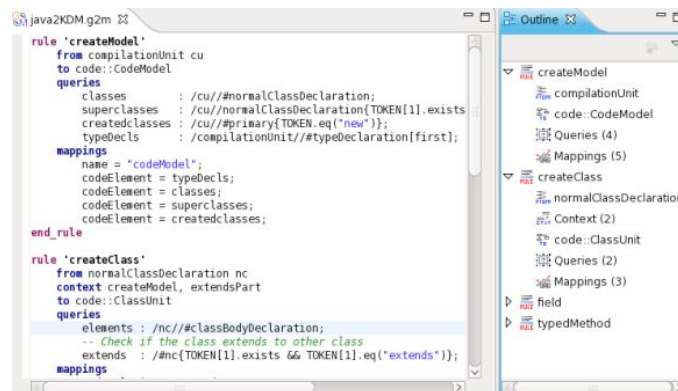 java2KDM.g2m
rule 'createModel'
from compilationUnit cu
to code::CodeModel
queries
classes : /cu//#normalClassDeclaration;
superclasses : /cu//normalClassDeclaration{TOKEN[1].exists
createdclasses : /cu//#primary{TOKEN.eq("new")};
typeDecls : /compilationUnit//#typeDeclaration[first];
mappings
name = "codeModel";
codeElement = typeDecls;
codeElement = classes;
codeElement = superclasses;
codeElement = createdclasses;
end_rule
rule 'createClass'
from normalClassDeclaration nc
context createModel, extendsPart
to code::ClassUnit
queries
elements : /nc//#classBodyDeclaration;
-- Check if the class extends to other class
extends : /#nc{TOKEN[1].exists && TOKEN[1].eq("extends")};
mappings
Outline
createModel
compilationUnit
code::CodeModel
Queries (4)
Mappings (5)
createClass
normalClassDeclaration
Context (2)
code::ClassUnit
Queries (2)
Mappings (3)
field
typedMethod